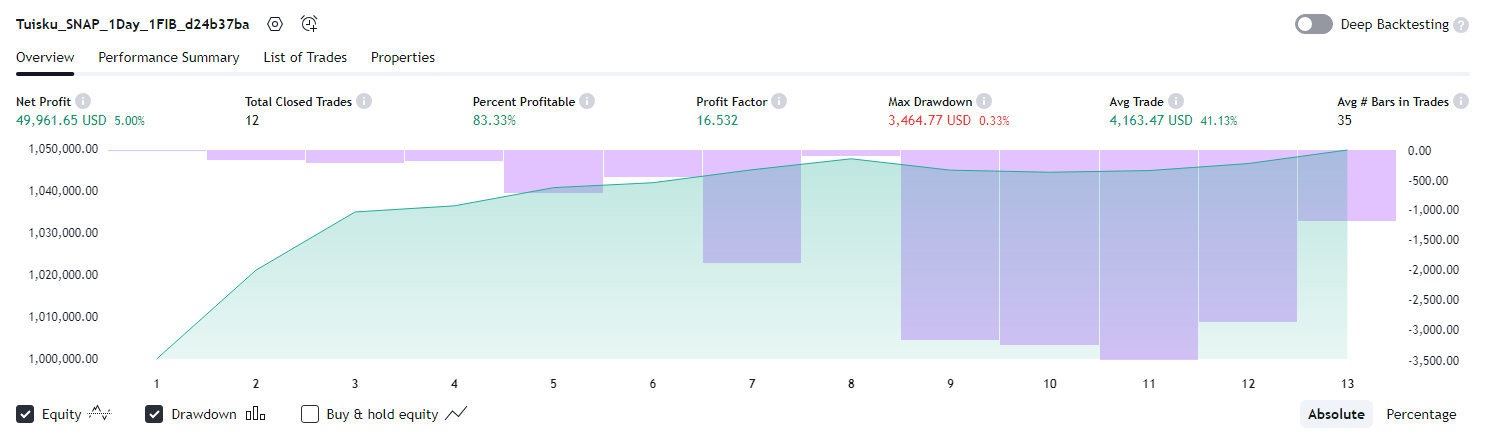 Tuisku_SNAP_1Day_1FIB_d24b37ba Deep Backtesting ?
Overview Performance Summary List of Trades Properties
Net Profit Total Closed Trades Percent Profitable Profit Factor Max Drawdown Avg Trade Avg # Bars in Trades
49,961.65 USD 5.00% 12 83.33% 16.532 3,464.77 USD 0.33% 4,163.47 USD 41.13% 35
1,050,000.00 0.00
1,040,000.00 -500.00
1,030,000.00 -1,000.00
-1,500.00
1,020,000.00 -2,000.00
1,010,000.00 -2,500.00
-3,000.00
1,000,000.00 -3,500.00
1 2 3 4 5 6 7 8 9 10 11 12 13
Equity Drawdown Buy & hold equity Absolute Percentage